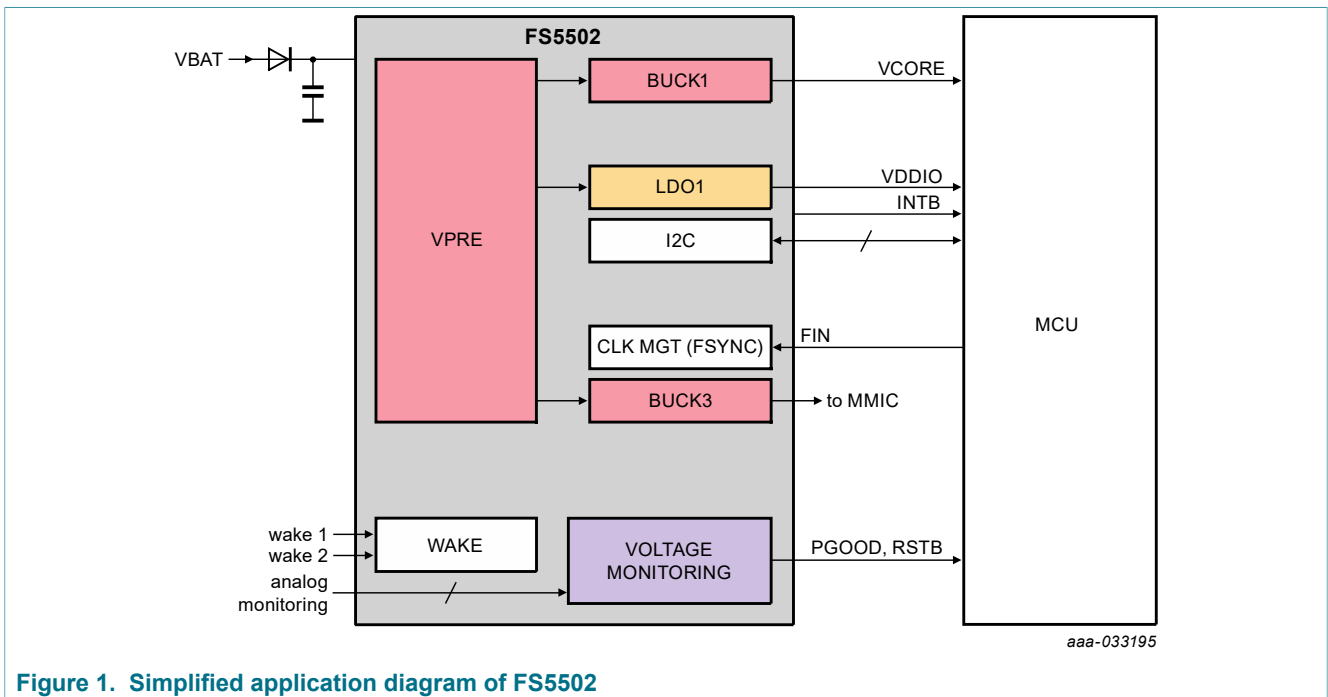 FS5502
VBAT
BUCK1
VCORE
LDO1
VDDIO
INTB
VPRE
I2C
MCU
CLK MGT (FSYNC)
FIN
BUCK3
to MMIC
wake 1
wake 2
WAKE
analog
monitoring
VOLTAGE
MONITORING
PGOOD, RSTB
aaa-033195
Figure 1. Simplified application diagram of FS5502